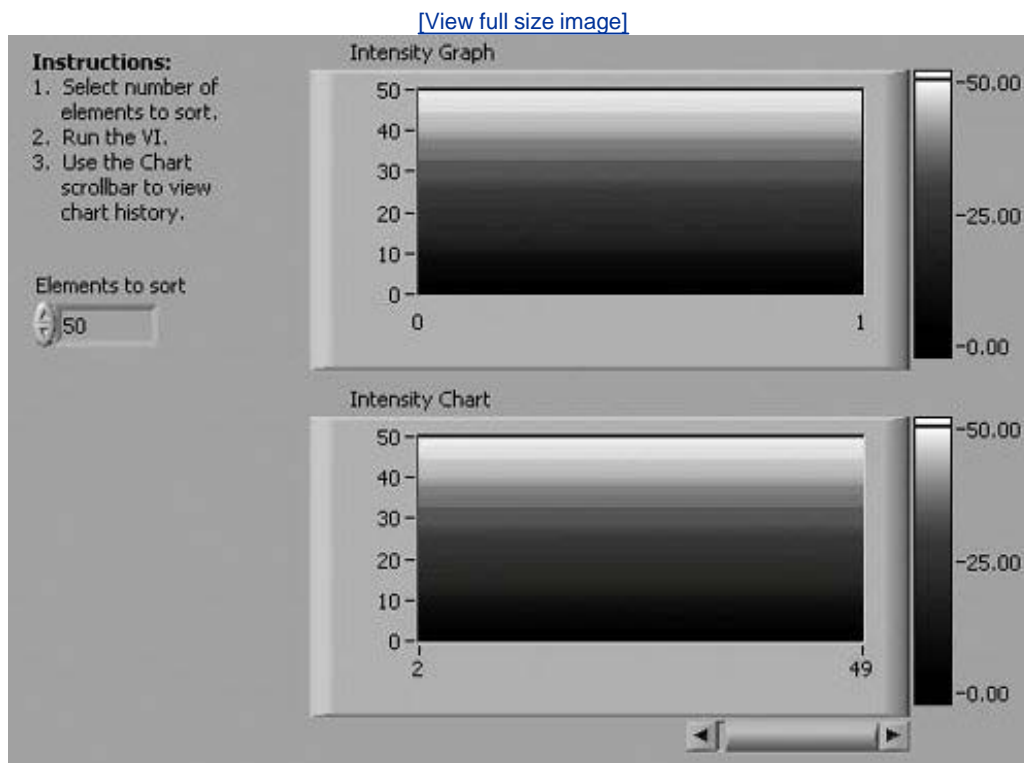 [View full size image]
Instructions:
1. Select number of
elements to sort.
2. Run the VI.
3. Use the Chart
scrollbar to view
chart history.
Elements to sort
50
Intensity Graph
50
40
30
20
10
0
0 1
50.00
25.00
0.00
Intensity Chart
50
40
30
20
10
0
2 49
50.00
25.00
0.00